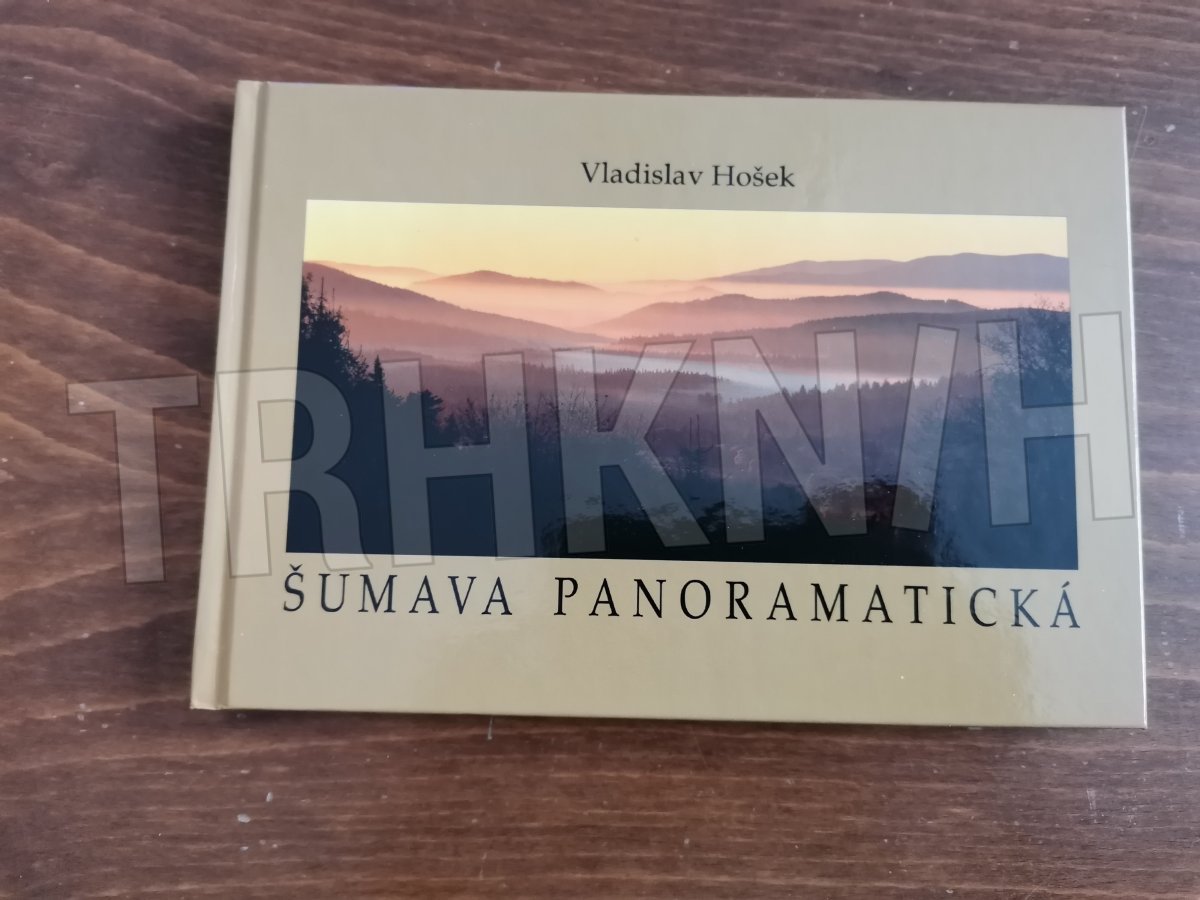 Vladislav Hošek
TRHKNIH
ŠUMAVA PANORAMATICKÁ